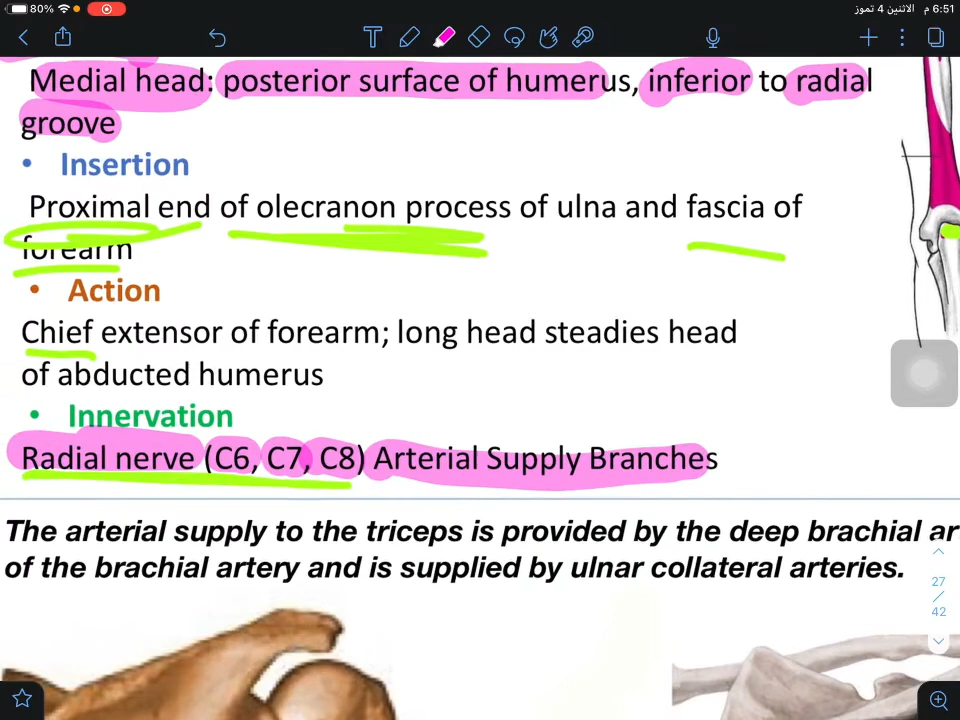 80%
6:51 م الاثنين 4 تموز
Medial head: posterior surface of humerus, inferior to radial
groove
• Insertion
Proximal end of olecranon process of ulna and fascia of
forearm
• Action
Chief extensor of forearm; long head steadies head
of abducted humerus
• Innervation
Radial nerve (C6, C7, C8) Arterial Supply Branches
The arterial supply to the triceps is provided by the deep brachial
of the brachial artery and is supplied by ulnar collateral arteries.
27
/
42